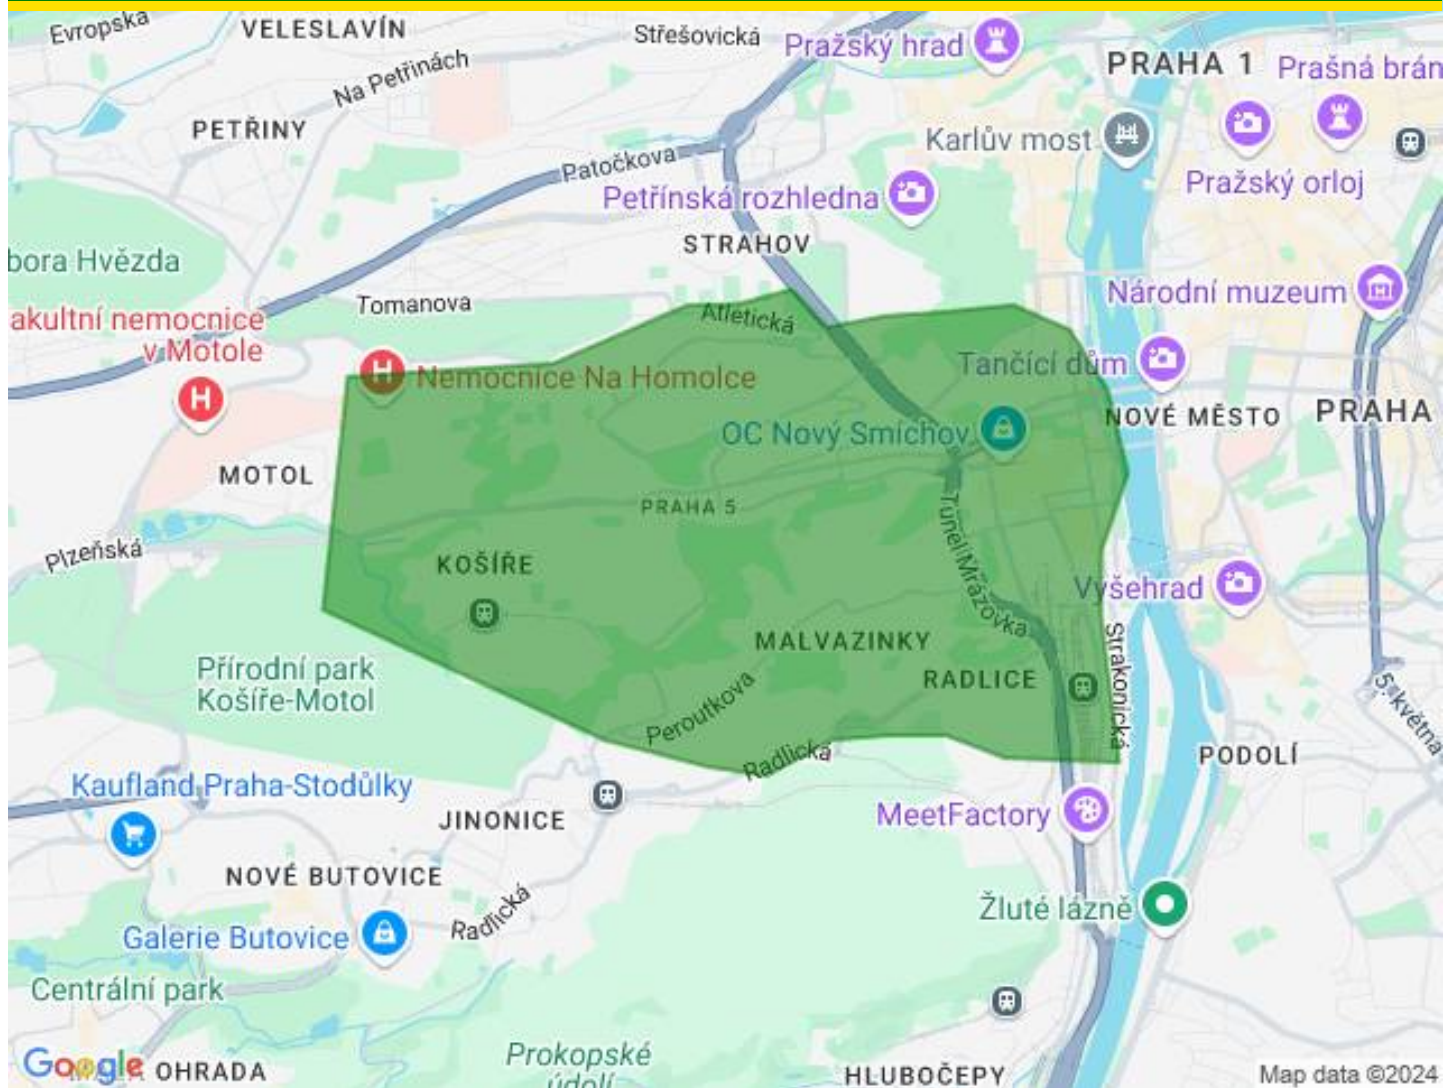 Evropská
VELESLAVÍN
Střešovická
Pražský hrad
PRAHA 1
Prašná brán
Na Petřinách
PETŘINY
Karlův most
Patočkova
Petřínská rozhledna
Pražský orloj
STRAHOV
bora Hvězda
Tomanova
Národní muzeum
akultní nemocnice
v Motole
Atletická
Tančící dům
H
Nemocnice Na Homolce
H
NOVÉ MĚSTO
PRAHA
OC Nový Smíchov
MOTOL
PRAHA 5
Plzeňská
KOŠÍŘE
Tunel Mrázovka
Vyšehrad
MALVAZINKY
Strakonická
Přírodní park
Košíře-Motol
RADLICE
Peroutkova
5. května
Radlická
PODOLÍ
Kaufland Praha-Stodůlky
JINONICE
MeetFactory
NOVÉ BUTOVICE
Radlická
Žluté lázně
Galerie Butovice
Centrální park
Prokopské
údolí
Google
OHRADA
HLUBOČEPY
Map data ©2024